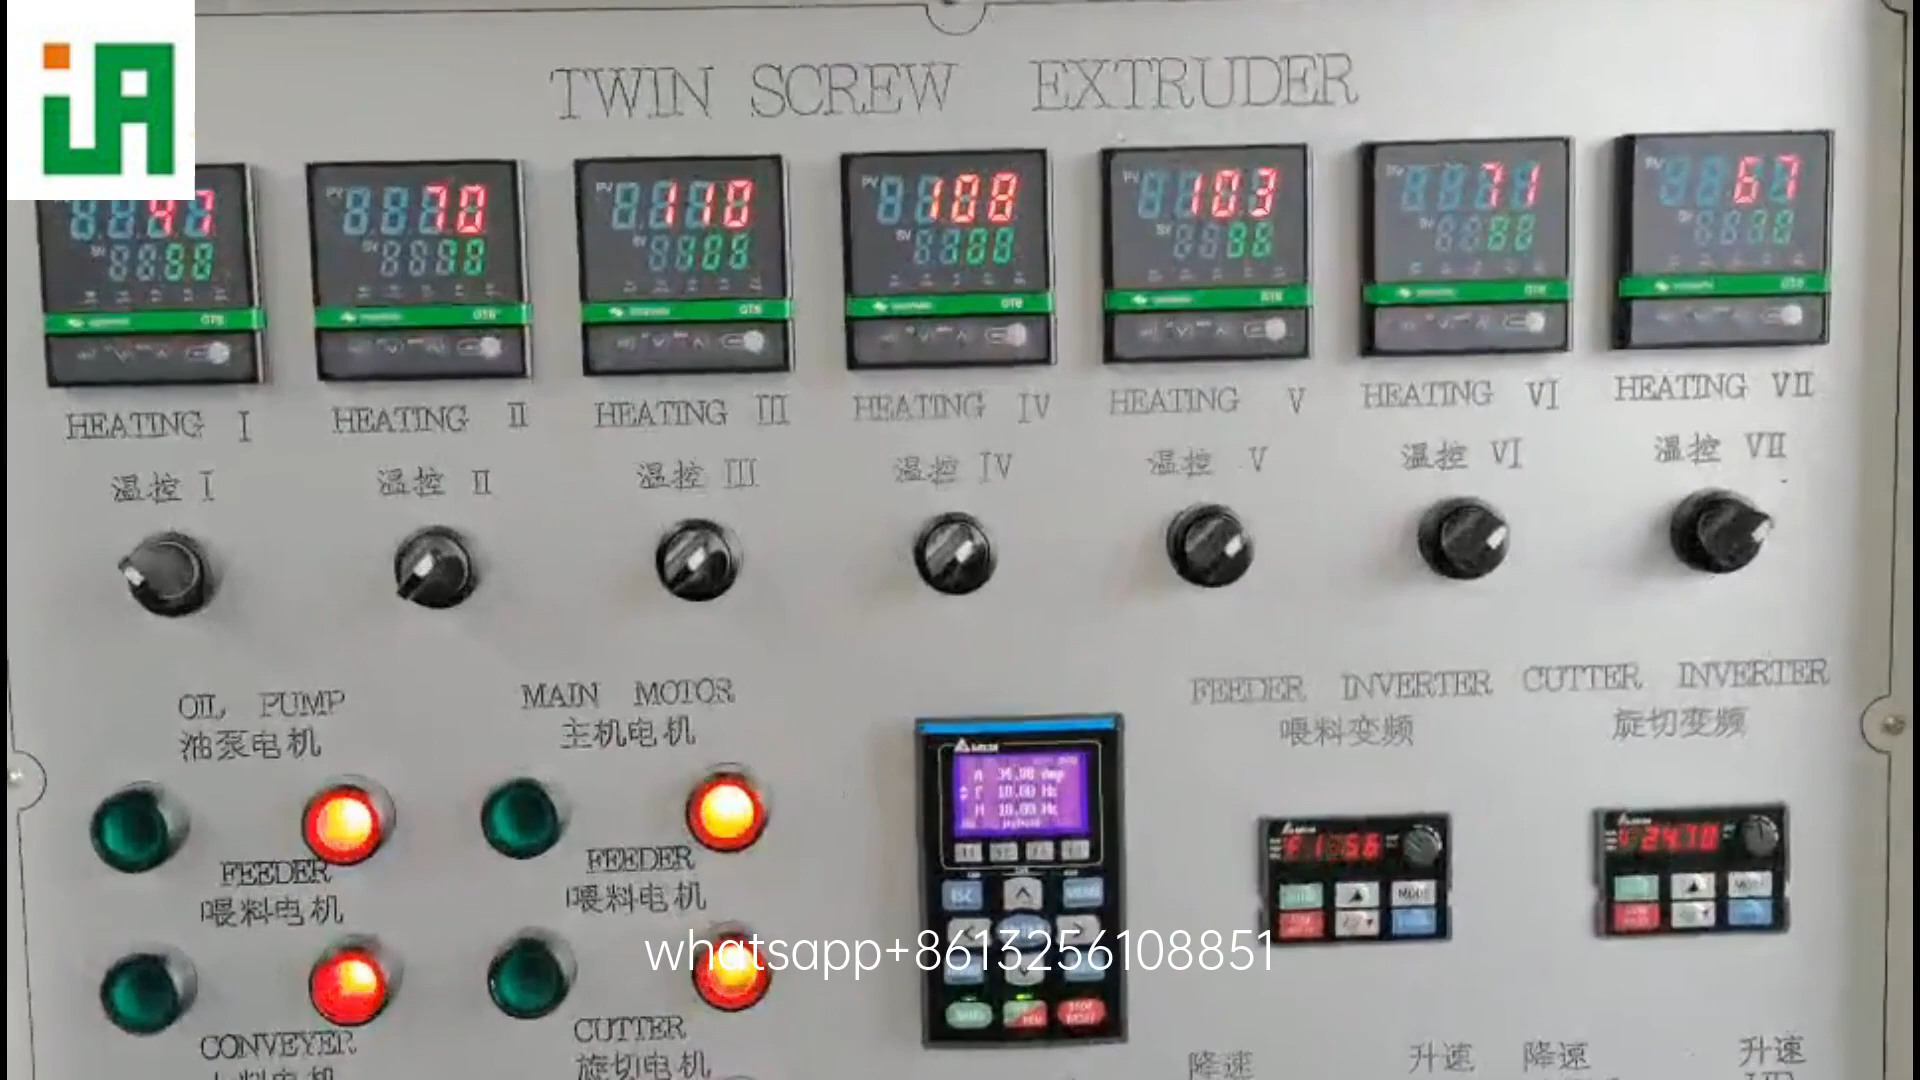 TWIN SCREW EXTRUDER
47
70
110
108
103
71
67
HEATING I
HEATING II
HEATING III
HEATING IV
HEATING V
HEATING VI
HEATING VII
温控 I
温控 II
温控 III
温控 IV
温控 V
温控 VI
温控 VII
OIL PUMP
油泵电机
MAIN MOTOR
主机电机
FEEDER INVERTER
喂料变频
CUTTER INVERTER
旋切变频
FEEDER
喂料电机
FEEDER
喂料电机
MODE
whatsapp+8613256108851
CONVEYER
CUTTER
旋切电机
降速
升速
降速
升速